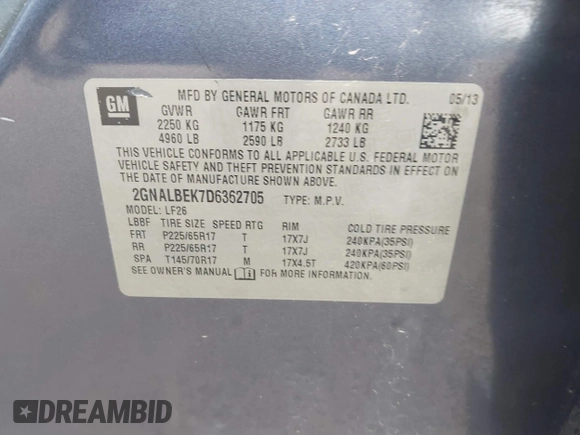 GM
MFD BY GENERAL MOTORS OF CANADA LTD. 05/13
GVWR GAWR FRT GAWR RR
2250 KG 1175 KG 1240 KG
4960 LB 2590 LB 2733 LB
THIS VEHICLE CONFORMS TO ALL APPLICABLE U.S. FEDERAL MOTOR
VEHICLE SAFETY AND THEFT PREVENTION STANDARDS IN EFFECT ON
THE DATE OF MANUFACTURE SHOWN ABOVE.
2GNALBEK7D6362705 TYPE: M.P.V.
MODEL: LF26
LBBF TIRE SIZE SPEED RTG RIM COLD TIRE PRESSURE
FRT P225/65R17 T 17X7J 240KPA(35PSI)
RR P225/65R17 T 17X7J 240KPA(35PSI)
SPA T145/70R17 M 17X4.5T 420KPA(60PSI)
SEE OWNER'S MANUAL FOR MORE INFORMATION.
DREAMBID